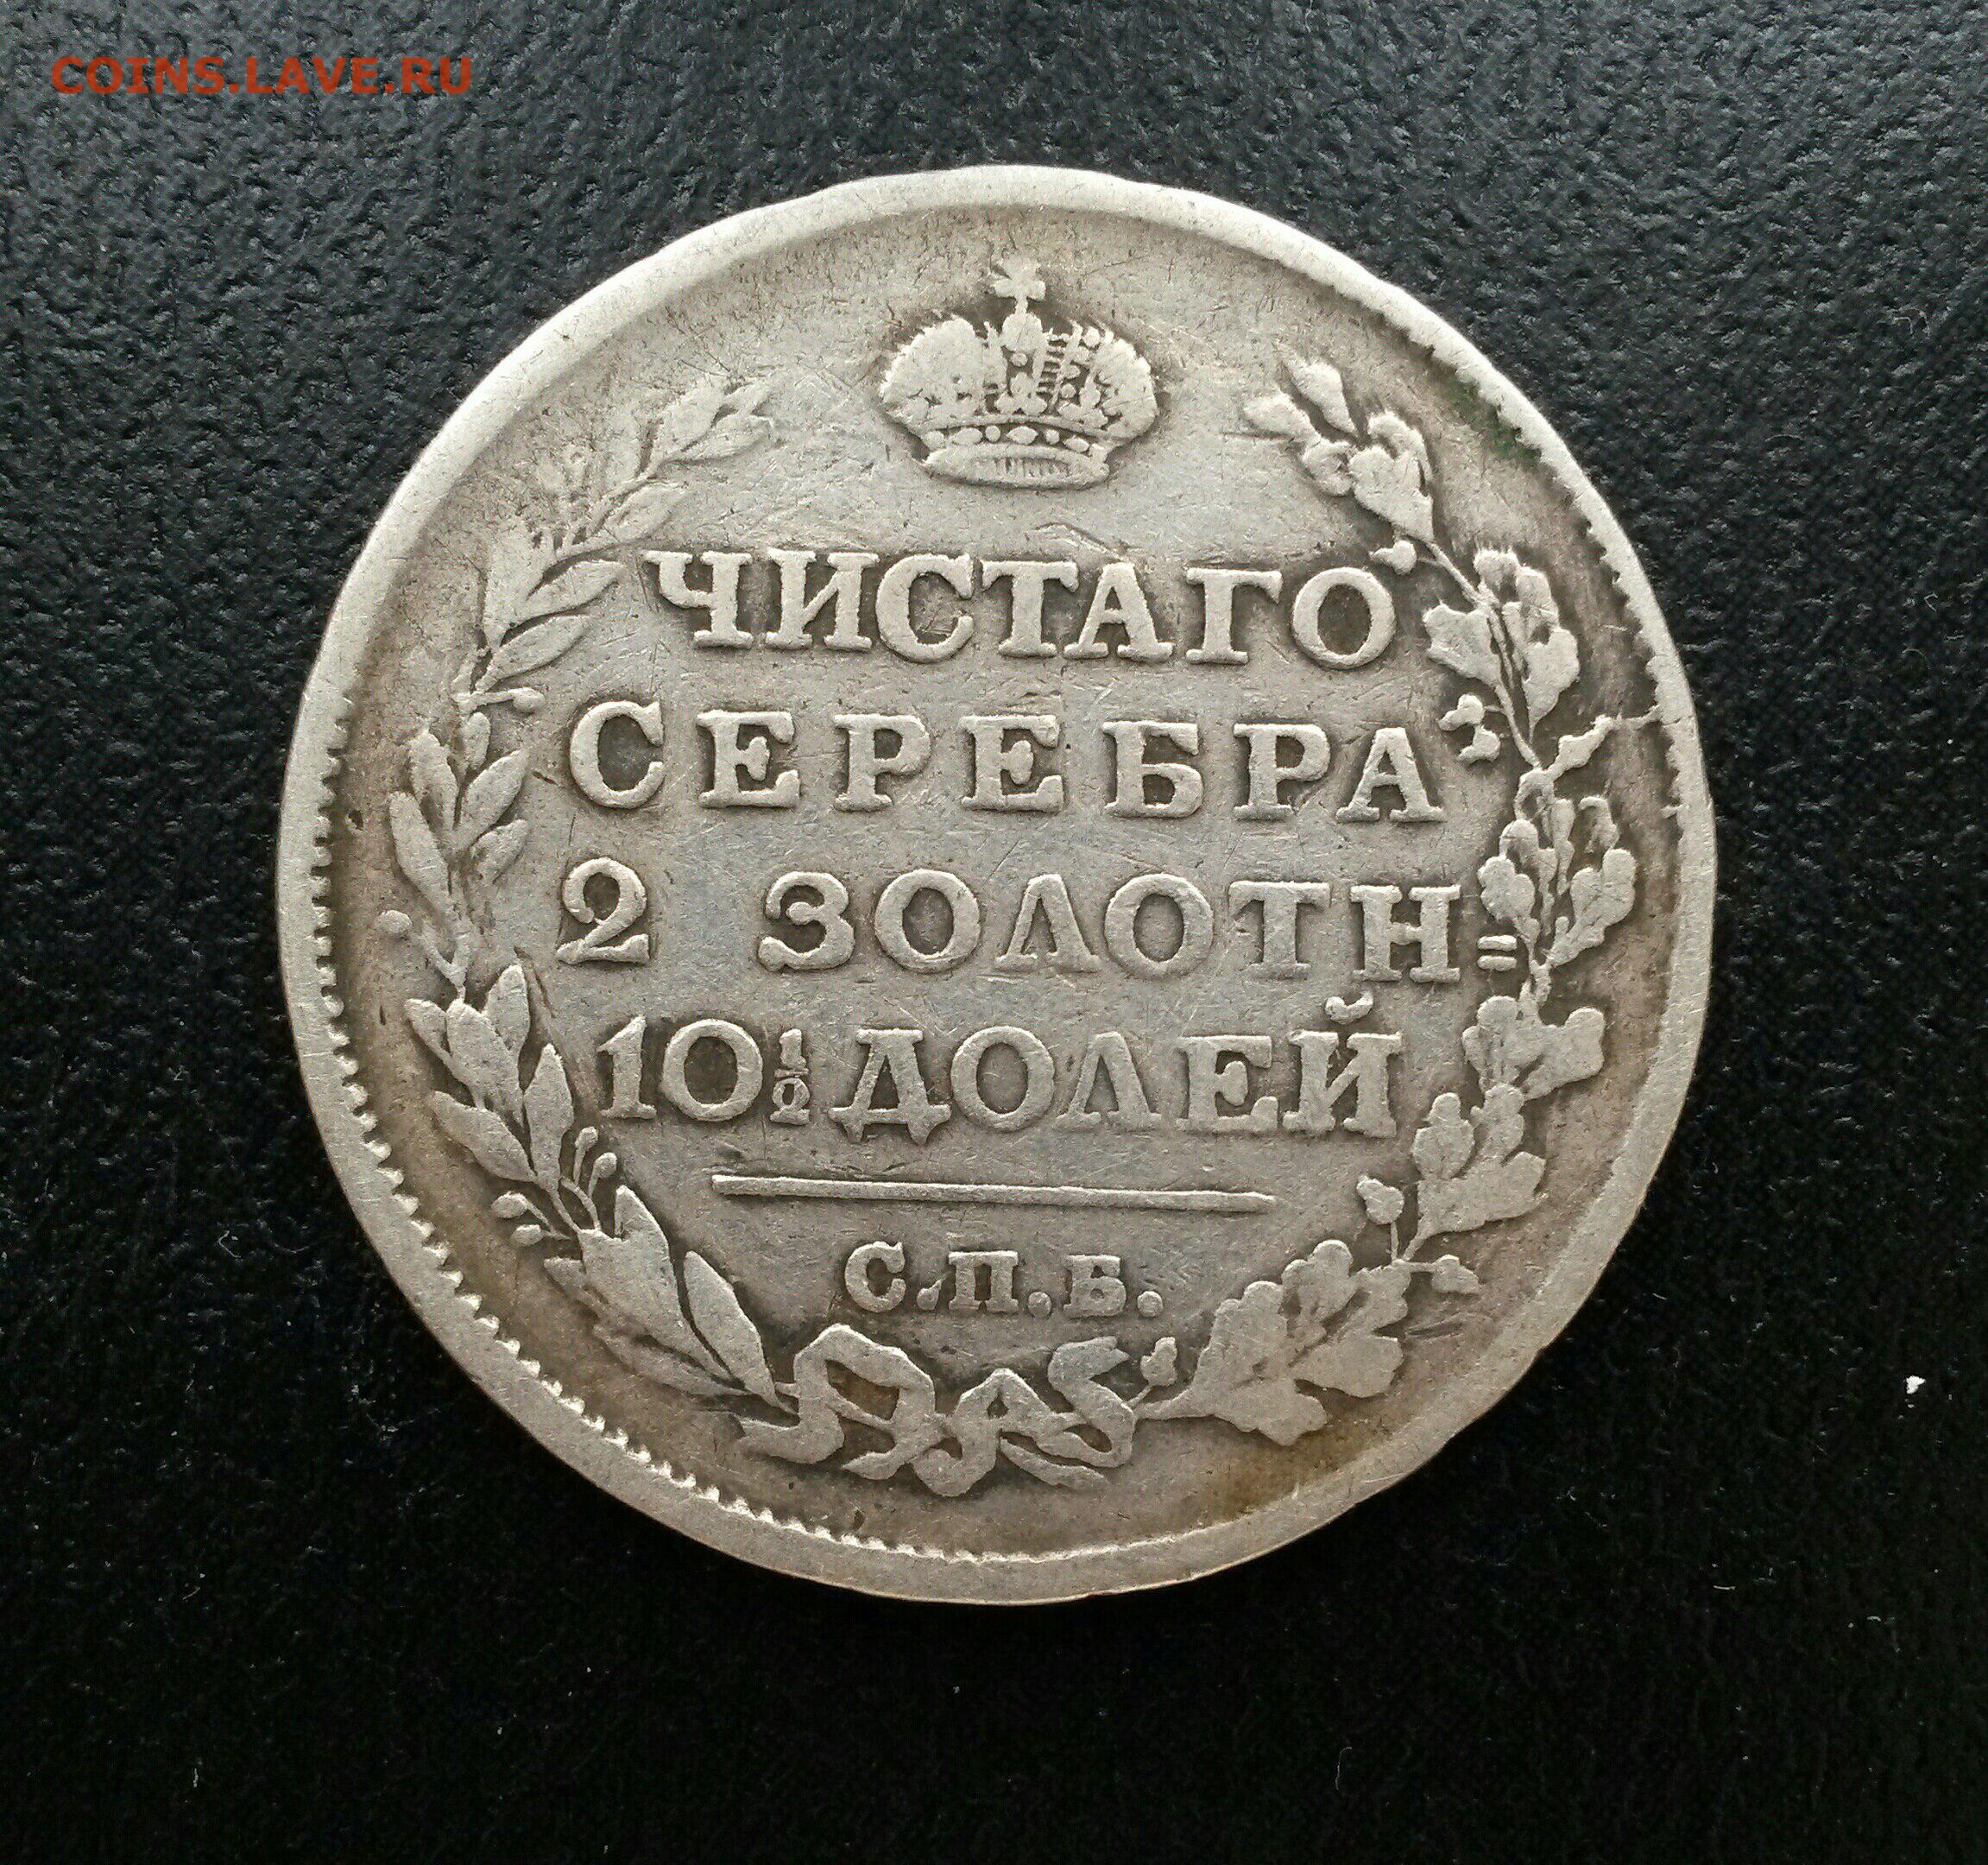 COINS.LAVE.RU
ЧИСТАГО
СЕРЕБРА
2 ЗОЛОТН=
10½ ДОЛЕЙ
С.П.Б.